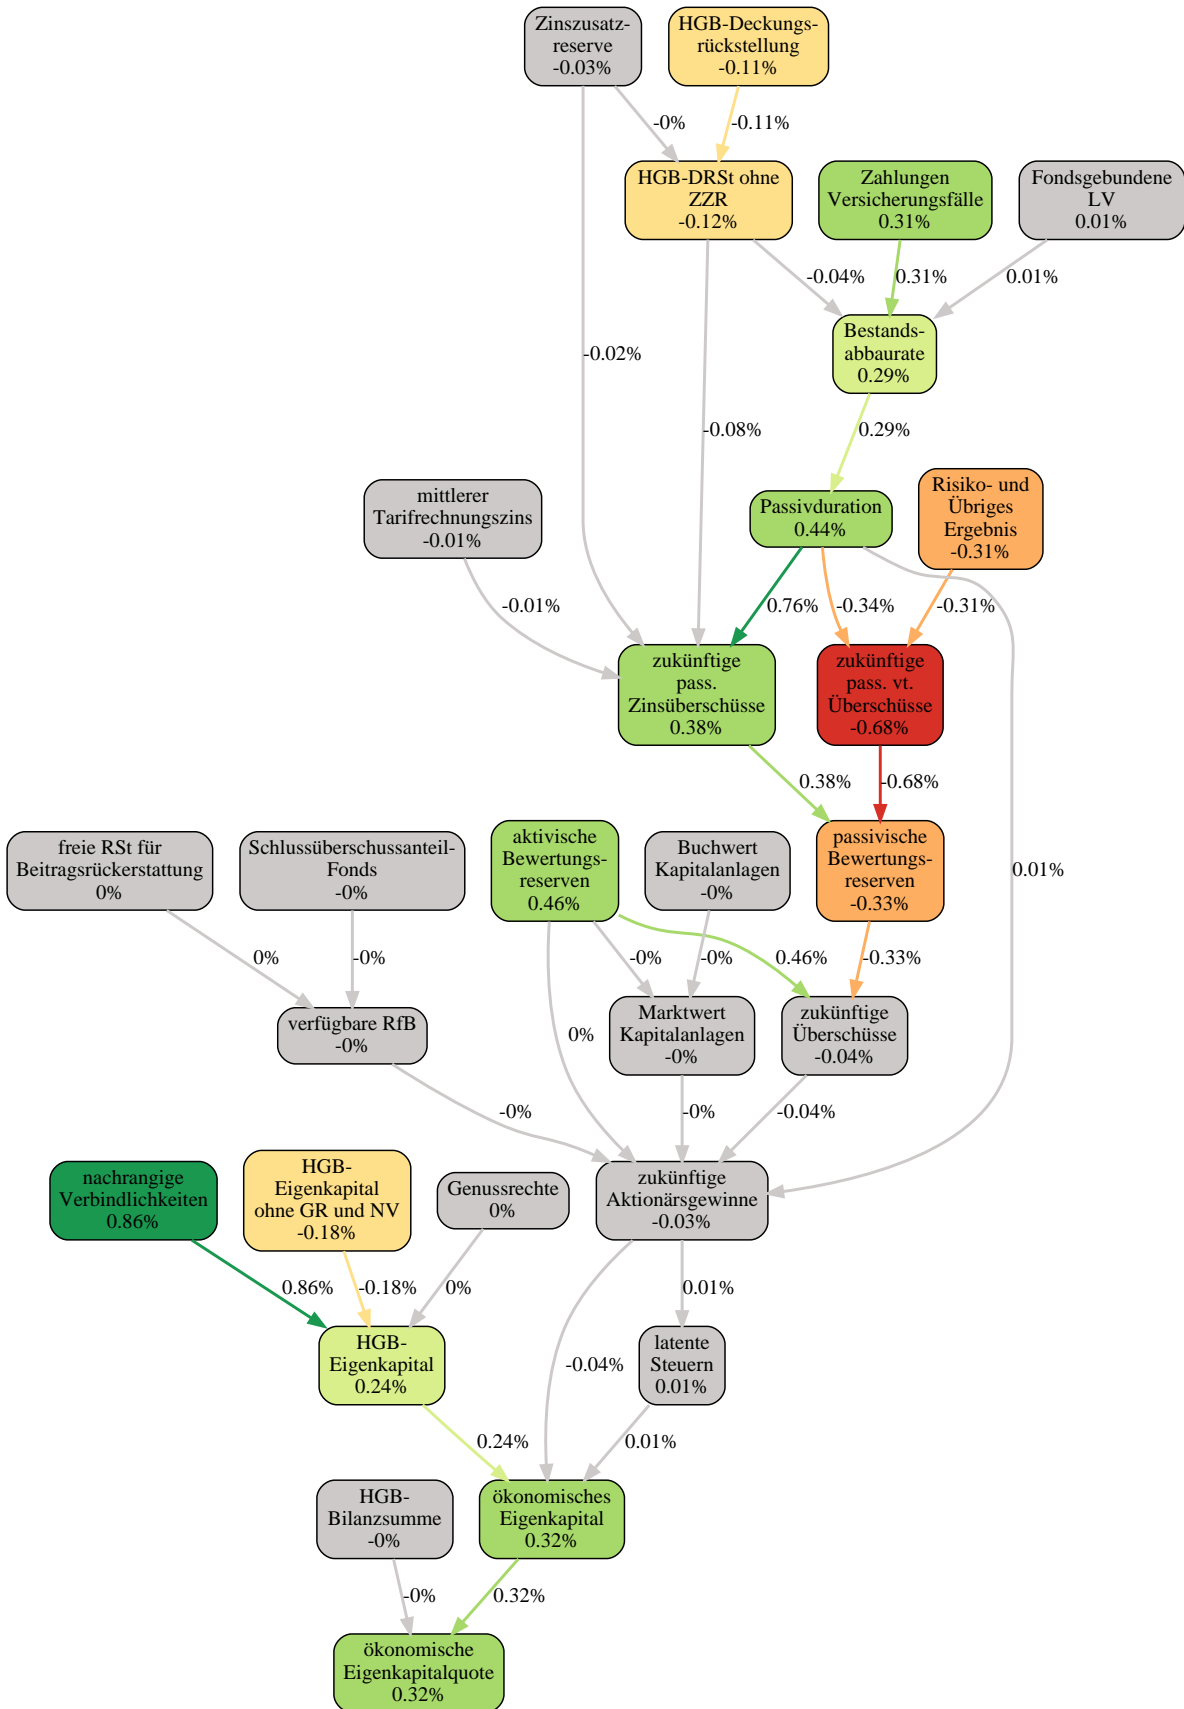 Zinszusatz-
reserve
-0.03%
HGB-Deckungs-
rückstellung
-0.11%
-0%
-0.11%
HGB-DRSt ohne
ZZR
-0.12%
Zahlungen
Versicherungsfälle
0.31%
Fondsgebundene
LV
0.01%
-0.04%
0.31%
0.01%
Bestands-
abbaurate
0.29%
-0.02%
-0.08%
0.29%
mittlerer
Tarifrechnungszins
-0.01%
Passivduration
0.44%
Risiko- und
Übriges
Ergebnis
-0.31%
-0.01%
0.76%
-0.34%
-0.31%
zukünftige
pass.
Zinsüberschüsse
0.38%
zukünftige
pass. vt.
Überschüsse
-0.68%
0.38%
-0.68%
freie RSt für
Beitragsrückerstattung
0%
Schlussüberschussanteil-
Fonds
-0%
aktivische
Bewertungs-
reserven
0.46%
Buchwert
Kapitalanlagen
-0%
passivische
Bewertungs-
reserven
-0.33%
0.01%
0%
-0%
-0%
-0%
0.46%
-0.33%
verfügbare RfB
-0%
0%
Marktwert
Kapitalanlagen
-0%
zukünftige
Überschüsse
-0.04%
-0%
-0%
-0.04%
nachrangige
Verbindlichkeiten
0.86%
HGB-
Eigenkapital
ohne GR und NV
-0.18%
Genussrechte
0%
zukünftige
Aktionärsgewinne
-0.03%
0.86%
-0.18%
0%
0.01%
HGB-
Eigenkapital
0.24%
-0.04%
latente
Steuern
0.01%
0.24%
0.01%
HGB-
Bilanzsumme
-0%
ökonomisches
Eigenkapital
0.32%
-0%
0.32%
ökonomische
Eigenkapitalquote
0.32%